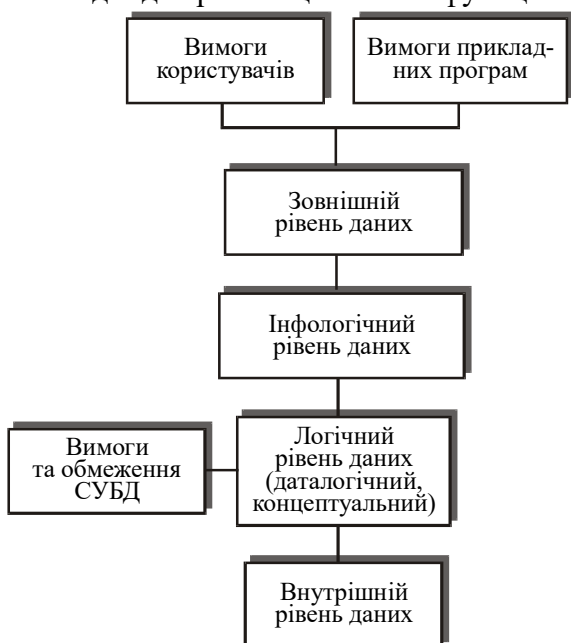 Вимоги
користувачів
Вимоги приклад-
них програм
Зовнішній
рівень даних
Інфологічний
рівень даних
Логічний
рівень даних
(даталогічний,
концептуальний)
Вимоги
та обмеження
СУБД
Внутрішній
рівень даних